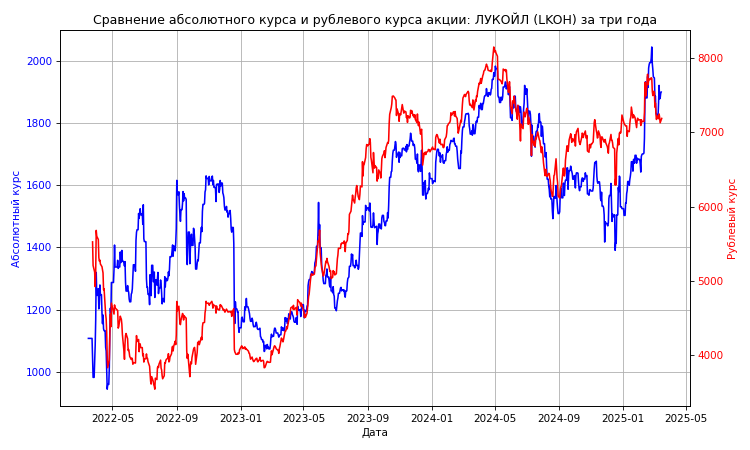 Сравнение абсолютного курса и рублевого курса акции: ЛУКОЙЛ (LKOH) за три года
Абсолютный курс
2000
1800
1600
1400
1200
1000
8000
7000
6000
5000
4000
Рублевый курс
2022-05 2022-09 2023-01 2023-05 2023-09 2024-01 2024-05 2024-09 2025-01 2025-05
Дата